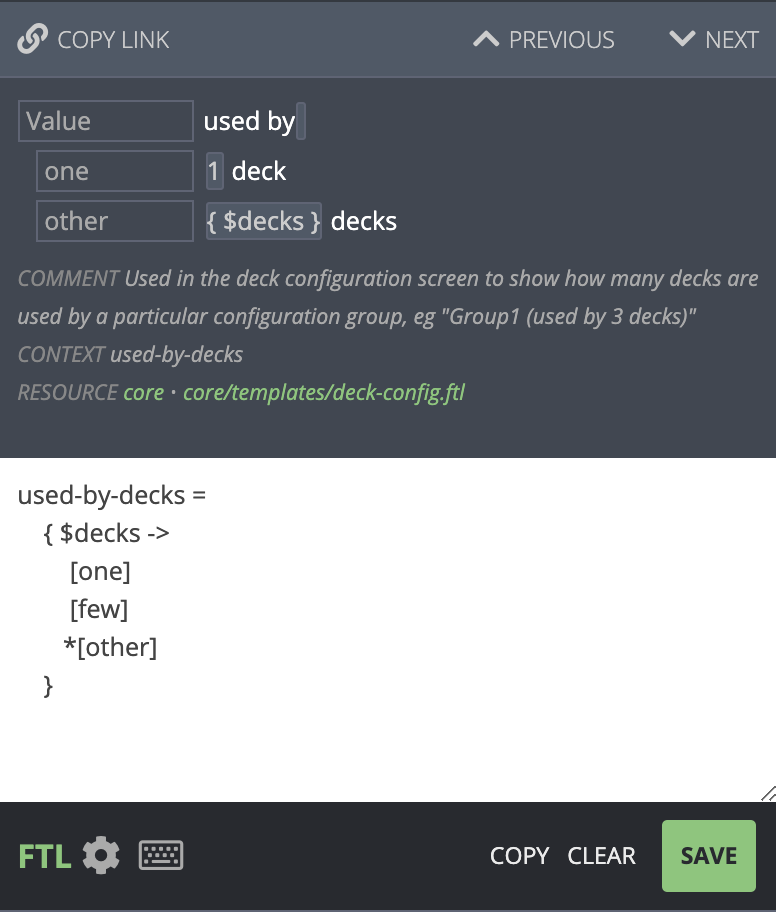 COPY LINK PREVIOUS NEXT
Value used by
one 1 deck
other { $decks } decks
COMMENT Used in the deck configuration screen to show how many decks are
used by a particular configuration group, eg "Group1 (used by 3 decks)"
CONTEXT used-by-decks
RESOURCE core · core/templates/deck-config.ftl
used-by-decks =
{ $decks ->
[one]
[few]
*[other]
}
FTL COPY CLEAR SAVE